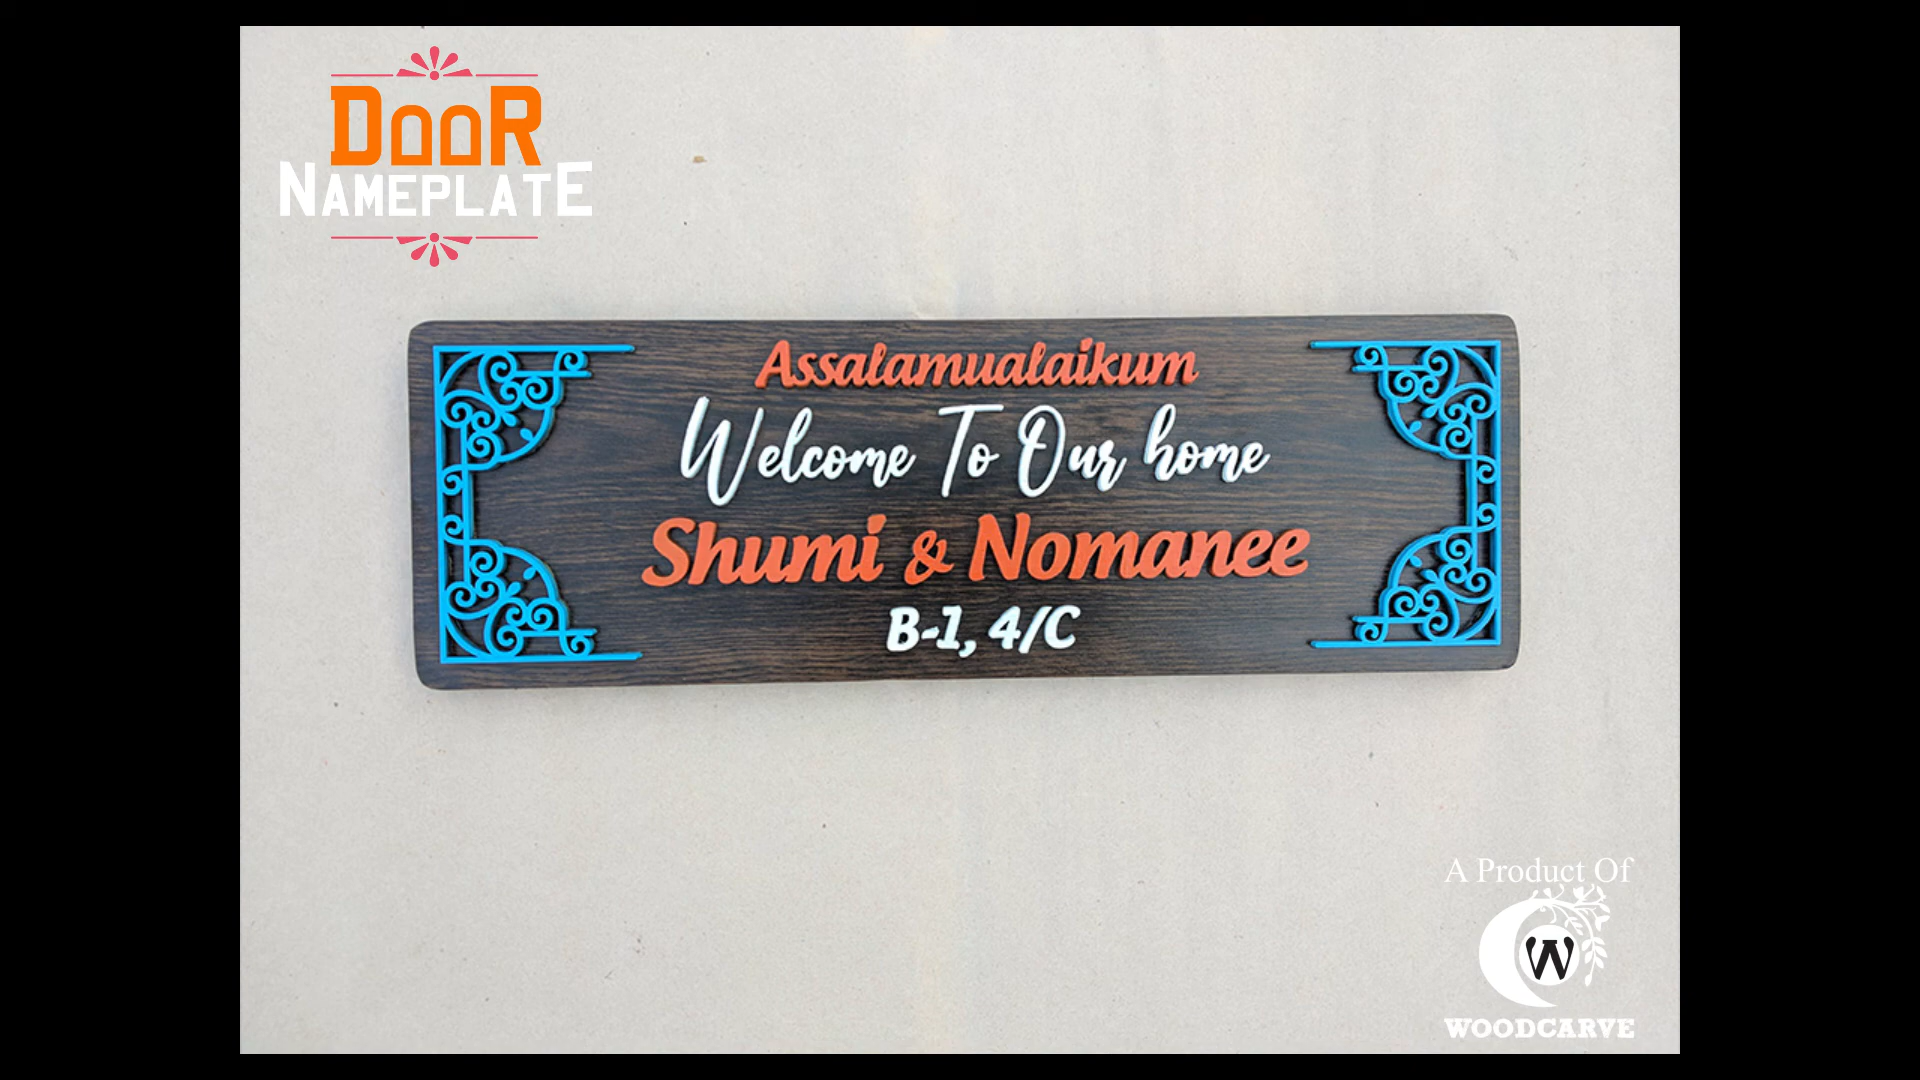 DOOR
NAMEPLATE
Assalamualaikum
Welcome To Our home
Shumi & Nomanee
B-1, 4/C
A Product Of
W
WOODCARVE